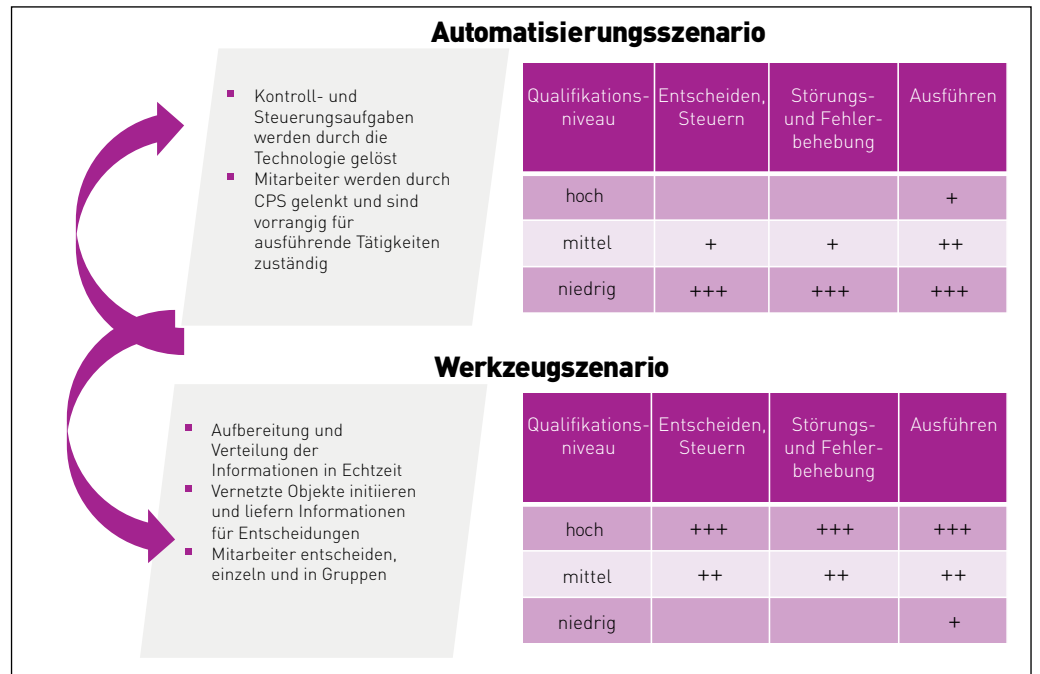 Automatisierungsszenario
▪ Kontroll- und
Steuerungsaufgaben
werden durch die
Technologie gelöst
▪ Mitarbeiter werden durch
CPS gelenkt und sind
vorrangig für
ausführende Tätigkeiten
zuständig
Qualifikations-
niveau
Entscheiden,
Steuern
Störungs-
und Fehler-
behebung
Ausführen
hoch +
mittel + + ++
niedrig +++ +++ +++
Werkzeugszenario
▪ Aufbereitung und
Verteilung der
Informationen in Echtzeit
▪ Vernetzte Objekte initiieren
und liefern Informationen
für Entscheidungen
▪ Mitarbeiter entscheiden,
einzeln und in Gruppen
Qualifikations-
niveau
Entscheiden,
Steuern
Störungs-
und Fehler-
behebung
Ausführen
hoch +++ +++ +++
mittel ++ ++ ++
niedrig +